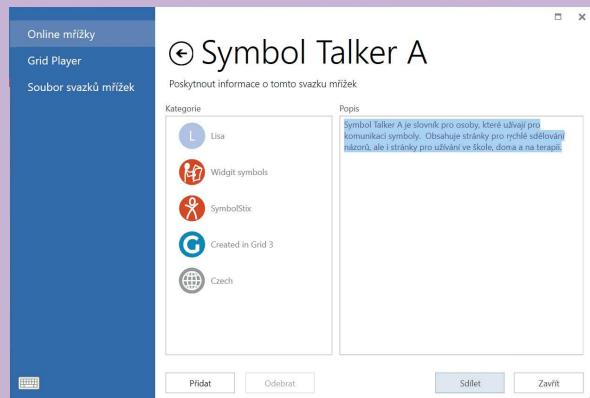 Online mřížky
Grid Player
Soubor svazků mřížek
Symbol Talker A
Poskytnout informace o tomto svazku mřížek
Kategorie
L Lisa
Widgit symbols
SymbolStix
G Created in Grid 3
Czech
Popis
Symbol Talker A je slovník pro osoby, které užívají pro
komunikaci symboly. Obsahuje stránky pro rychlé sdělování
názorů, ale i stránky pro užívání ve škole, doma a na terapii.
Přidat
Odebrat
Sdílet
Zavřít